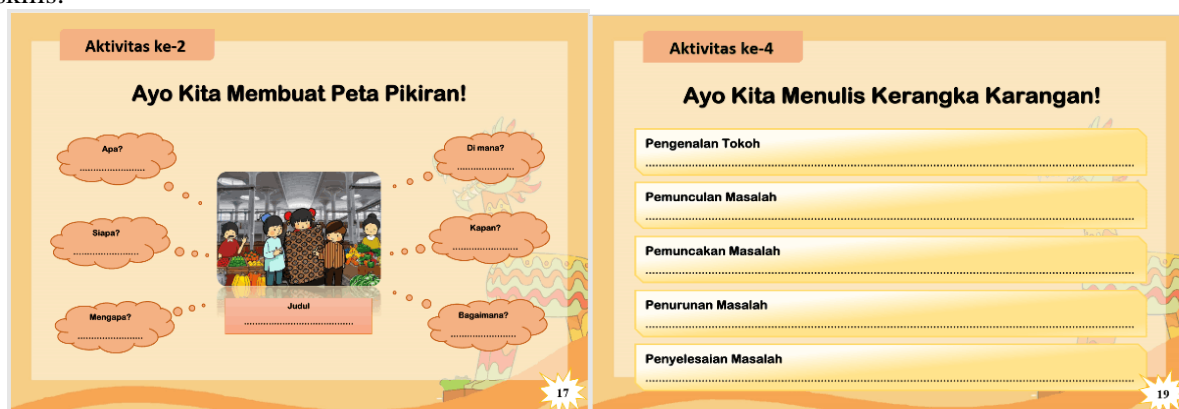 Aktivitas ke-2
Ayo Kita Membuat Peta Pikiran!
Apa?
............................
Siapa?
............................
Mengapa?
............................
Di mana?
............................
Kapan?
............................
Bagaimana?
............................
Judul
............................
17
Aktivitas ke-4
Ayo Kita Menulis Kerangka Karangan!
Pengenalan Tokoh
............................
Pemunculan Masalah
............................
Pemuncakan Masalah
............................
Penurunan Masalah
............................
Penyelesaian Masalah
............................
19